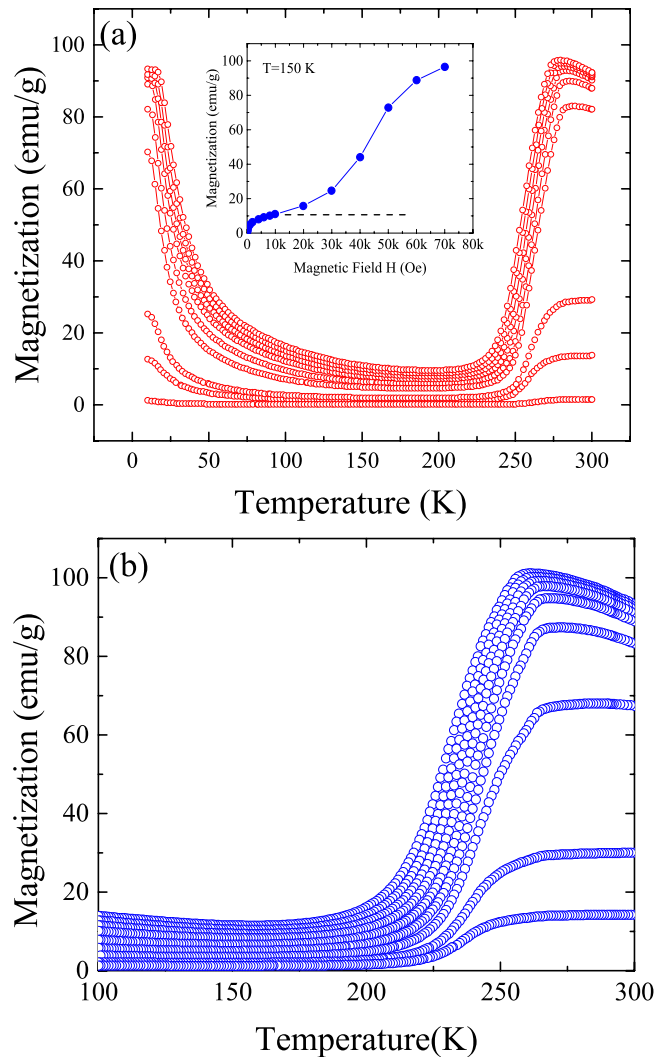 (a)
100
80
60
40
20
0
Magnetization (emu/g)
0 50 100 150 200 250 300
Temperature (K)
T=150 K
100
80
60
40
20
0
Magnetization (emu/g)
0 10k 20k 30k 40k 50k 60k 70k 80k
Magnetic Field H (Oe)
(b)
100
80
60
40
20
0
Magnetization (emu/g)
100 150 200 250 300
Temperature(K)